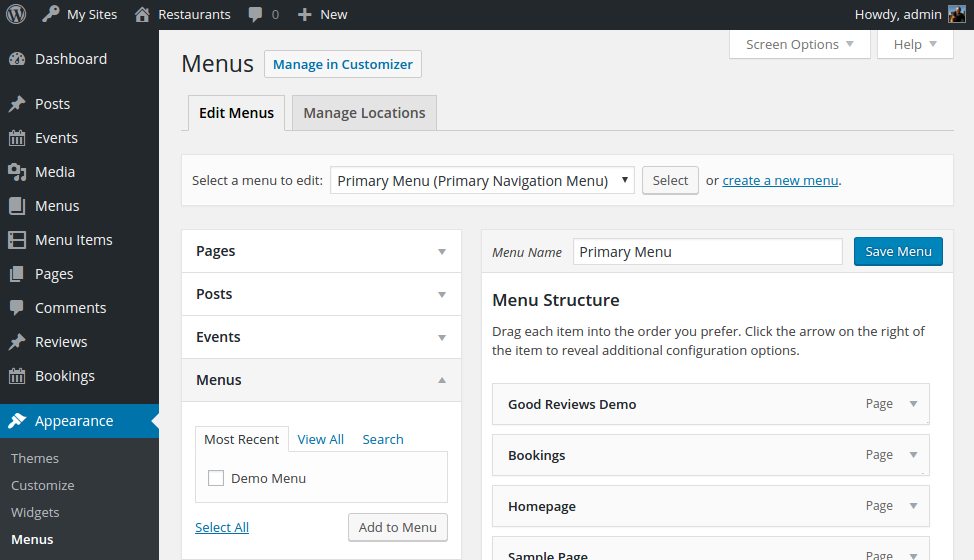 My Sites Restaurants 0 New Howdy, admin
Dashboard
Posts
Events
Media
Menus
Menu Items
Pages
Comments
Reviews
Bookings
Appearance
Themes
Customize
Widgets
Menus
Screen Options Help
Menus Manage in Customizer
Edit Menus Manage Locations
Select a menu to edit: Primary Menu (Primary Navigation Menu) Select or create a new menu.
Pages
Posts
Events
Menus
Most Recent View All Search
Demo Menu
Select All Add to Menu
Menu Name Primary Menu Save Menu
Menu Structure
Drag each item into the order you prefer. Click the arrow on the right of
the item to reveal additional configuration options.
Good Reviews Demo Page
Bookings Page
Homepage Page
Sample Page Page